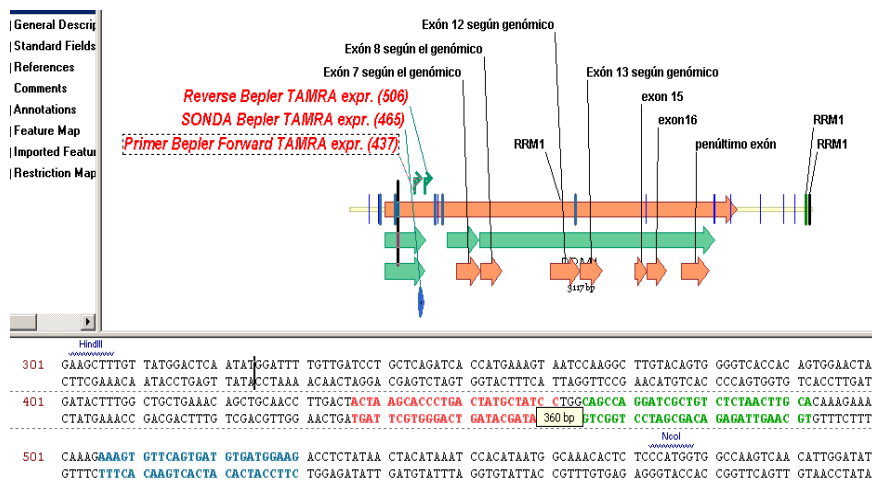 General Descrip
Standard Fields
References
Comments
Annotations
Feature Map
Imported Featur
Restriction Map
Exón 12 según genómico
Exón 8 según el genómico
Exón 7 según el genómico
Exón 13 según genómico
Reverse Bepler TAMRA expr. (506)
exon 15
SONDA Bepler TAMRA expr. (465)
exon16
RRM1
Primer Bepler Forward TAMRA expr. (437)
RRM1
penúltimo exón
RRM1
3117 bp
HindIII
301 GAAGCTTTGT TATGGACTCA ATATGGATTT TGTTGATCCT GCTCAGATCA CCATGAAAGT AATCCAAGGC TTGTACAGTG GGGTCACCAC AGTGGAACTA
CTTCGAAACA ATACCTGAGT TATACCTAAA ACAACTAGGA CGAGTCTAGT GGTACTTTCA TTAGGTTCCG AACATGTCAC CCCAGTGGTG TCACCTTGAT
401 GATACTTTGG CTGCTGAAAC AGCTGCAACC TTGACTACTA AGCACCCTGA CTATGCTATC CTGGCAGCCA GGATCGCTGT CTCTAACTTG CACAAAGAAA
CTATGAAACC GACGACTTTG TCGACGTTGG AACTGATGAT TCGTGGGACT GATACGATA 360 bp GTCGGT CCTAGCGACA GAGATTGAAC GTGTTTCTTT
NcoI
501 CAAAGAAAGT GTTCAGTGAT GTGATGGAAG ACCTCTATAA CTACATAAAT CCACATAATG GCAAACACTC TCCCATGGTG GCCAAGTCAA CATTGGATAT
GTTTCTTTCA CAAGTCACTA CACTACCTTC TGGAGATATT GATGTATTTA GGTGTATTAC CGTTTGTGAG AGGGTACCAC CGGTTCAGTT GTAACCTATA